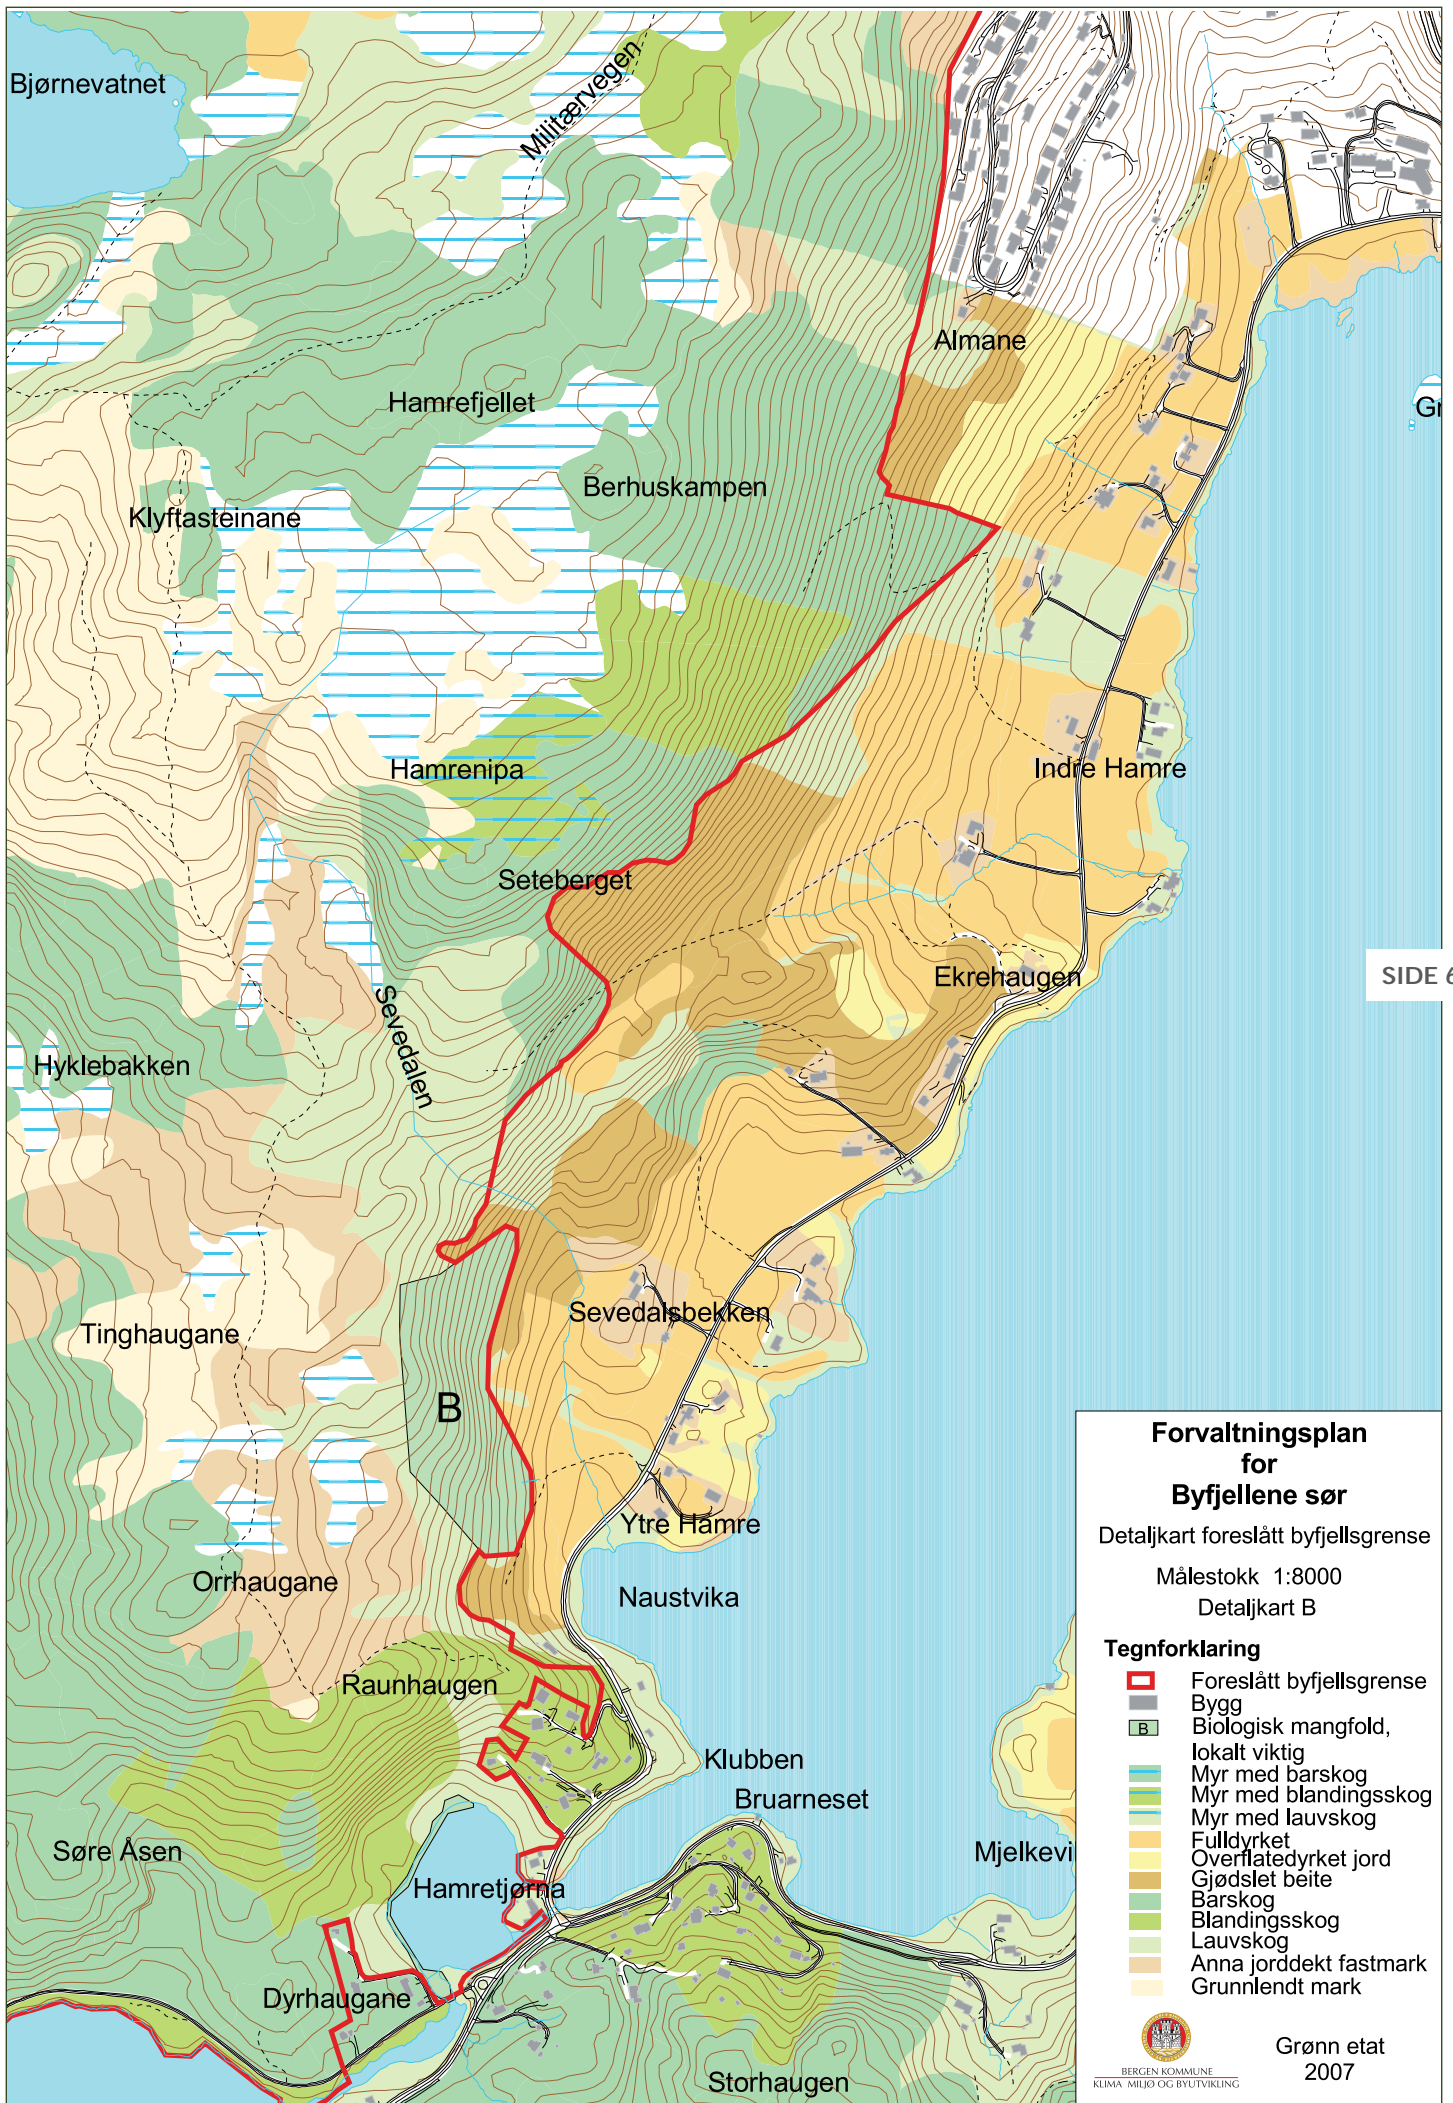 Bjørnevatnet
Militærvegen
Almane
Hamrefjellet
Berhuskampen
Klyftasteinane
Indre Hamre
Hamrenipa
Seteberget
Ekrehaugen
SIDE 6
Sevedalen
Hyklebakken
Sevedalsbekken
Tinghaugane
B
Ytre Hamre
Orrhaugane
Naustvika
Raunhaugen
Klubben
Bruarneset
Søre Åsen
Mjelkevi
Hamretjørna
Dyrhaugane
Storhaugen
Forvaltningsplan
for
Byfjellene sør
Detaljkart foreslått byfjellsgrense
Målestokk 1:8000
Detaljkart B
Tegnforklaring
Foreslått byfjellsgrense
Bygg
B Biologisk mangfold,
lokalt viktig
Myr med barskog
Myr med blandingsskog
Myr med lauvskog
Fulldyrket
Overflatedyrket jord
Gjødslet beite
Barskog
Blandingsskog
Lauvskog
Anna jorddekt fastmark
Grunnlendt mark
BERGEN KOMMUNE
KLIMA MILJØ OG BYUTVIKLING
Grønn etat
2007